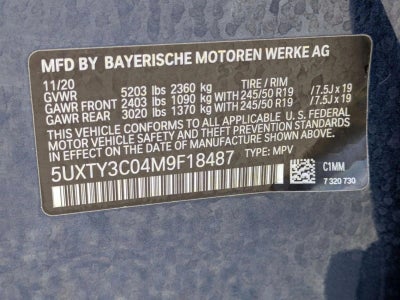 MFD BY BAYERISCHE MOTOREN WERKE AG
11/20
GVWR 5203 lbs 2360 kg TIRE / RIM
GAWR FRONT 2403 lbs 1090 kg WITH 245/50 R19 /7.5J x 19
GAWR REAR 3020 lbs 1370 kg WITH 245/50 R19 /7.5J x 19
THIS VEHICLE CONFORMS TO ALL APPLICABLE U.S. FEDERAL
MOTOR VEHICLE SAFETY AND THEFT PREVENTION STANDARDS
IN EFFECT ON THE DATE OF MANUFACTURE SHOWN ABOVE.
5UXTY3C04M9F18487 TYPE: MPV
C1MM
7 320 730